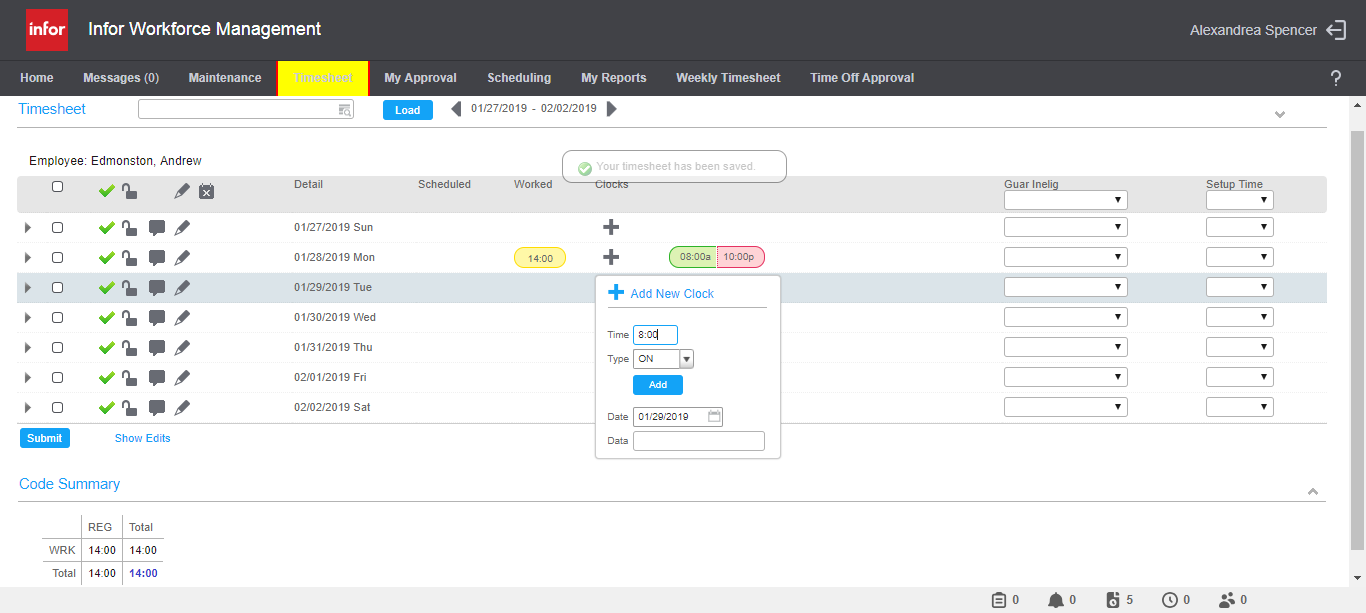 infor Infor Workforce Management Alexandrea Spencer
Home Messages (0) Maintenance Timesheet My Approval Scheduling My Reports Weekly Timesheet Time Off Approval ?
Timesheet Load 01/27/2019 - 02/02/2019
Employee: Edmonston, Andrew
Your timesheet has been saved.
Detail Scheduled Worked Clocks Guar Inelig Setup Time
01/27/2019 Sun
01/28/2019 Mon 14:00 08:00a 10:00p
01/29/2019 Tue
Add New Clock
01/30/2019 Wed
Time 8:00
01/31/2019 Thu
Type ON
02/01/2019 Fri
Add
02/02/2019 Sat
Date 01/29/2019
Data
Submit Show Edits
Code Summary
REG Total
WRK 14:00 14:00
Total 14:00 14:00
0 0 5 0 0